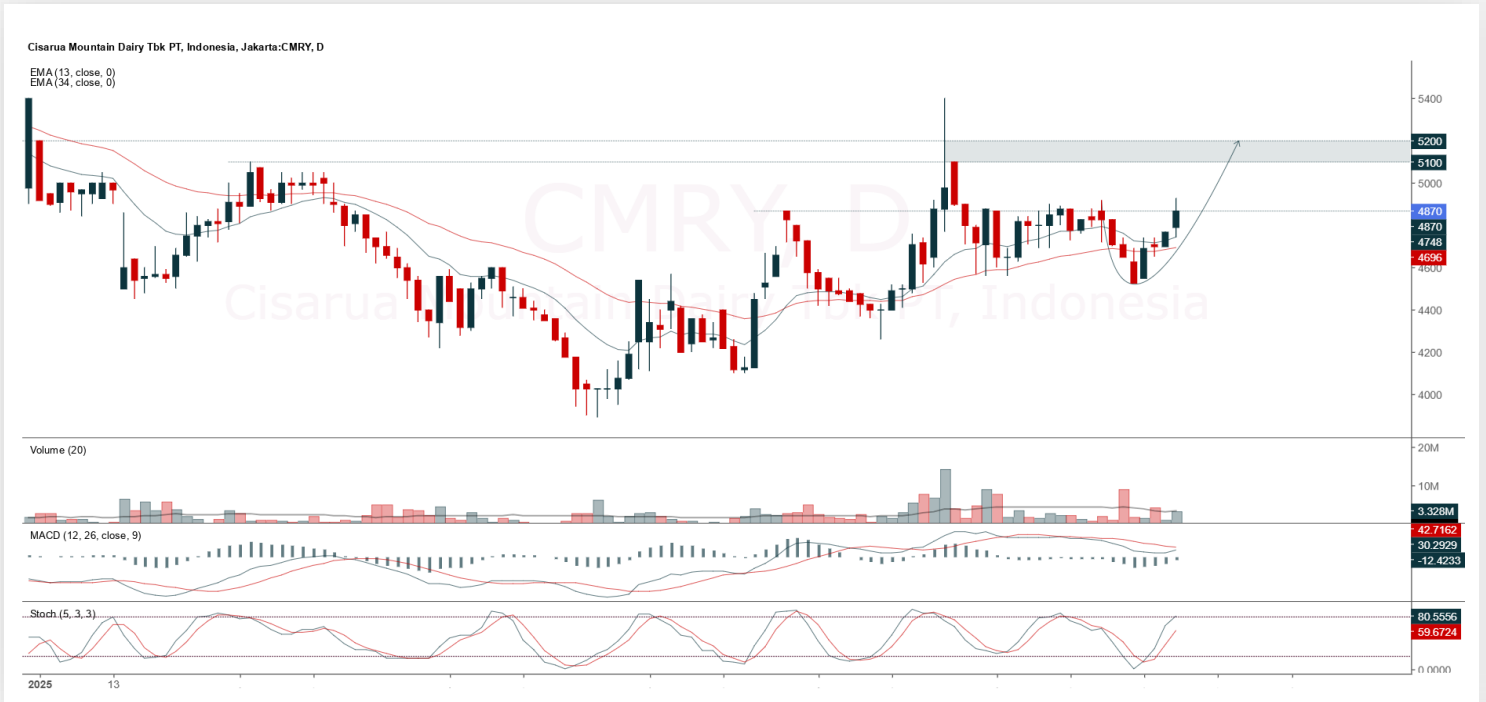 Cisarua Mountain Dairy Tbk PT, Indonesia, Jakarta:CMRY, D
EMA (13, close, 0)
EMA (34, close, 0)
CMRY, D
Cisarua Mountain Dairy Tbk PT, Indonesia
5400
5200
5100
5000
4870
4870
4748
4696
4600
4400
4200
4000
Volume (20)
20M
10M
3.328M
MACD (12, 26, close, 9)
42.7162
30.2929
-12.4233
Stoch (5, 3, 3)
80.5556
59.6724
0.0000
2025
13